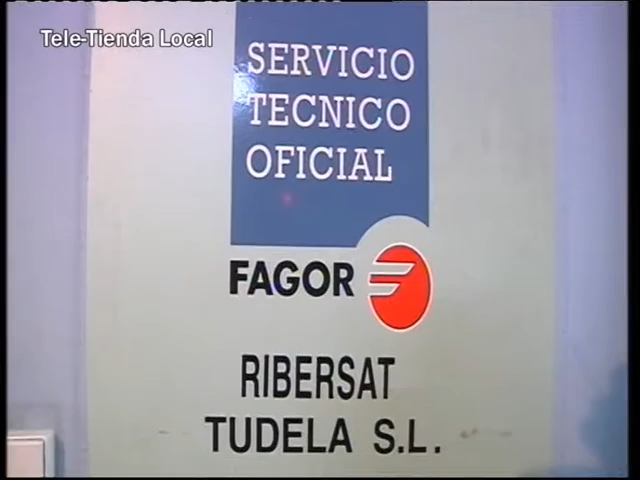 Tele-Tienda Local
SERVICIO
TECNICO
OFICIAL
FAGOR
RIBERSAT
TUDELA S.L.